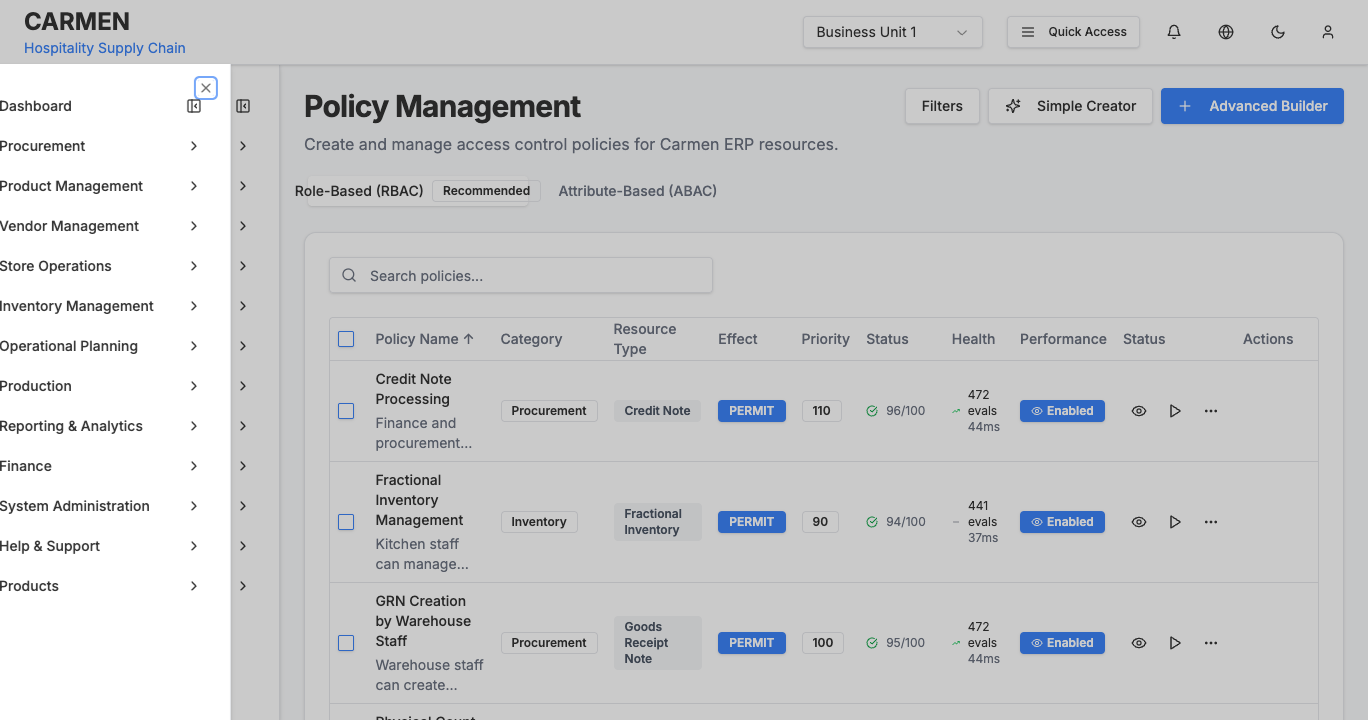 CARMEN
Hospitality Supply Chain
Business Unit 1
Quick Access
Dashboard
Procurement
Product Management
Vendor Management
Store Operations
Inventory Management
Operational Planning
Production
Reporting & Analytics
Finance
System Administration
Help & Support
Products
Policy Management
Create and manage access control policies for Carmen ERP resources.
Filters
Simple Creator
Advanced Builder
Role-Based (RBAC)
Recommended
Attribute-Based (ABAC)
Search policies...
Policy Name
Category
Resource
Type
Effect
Priority
Status
Health
Performance
Status
Actions
Credit Note
Processing
Finance and
procurement...
Procurement
Credit Note
PERMIT
110
96/100
472
evals
44ms
Enabled
Fractional
Inventory
Management
Kitchen staff
can manage...
Inventory
Fractional
Inventory
PERMIT
90
94/100
441
evals
37ms
Enabled
GRN Creation
by Warehouse
Staff
Warehouse staff
can create...
Procurement
Goods
Receipt
Note
PERMIT
100
95/100
472
evals
44ms
Enabled
Physical Count